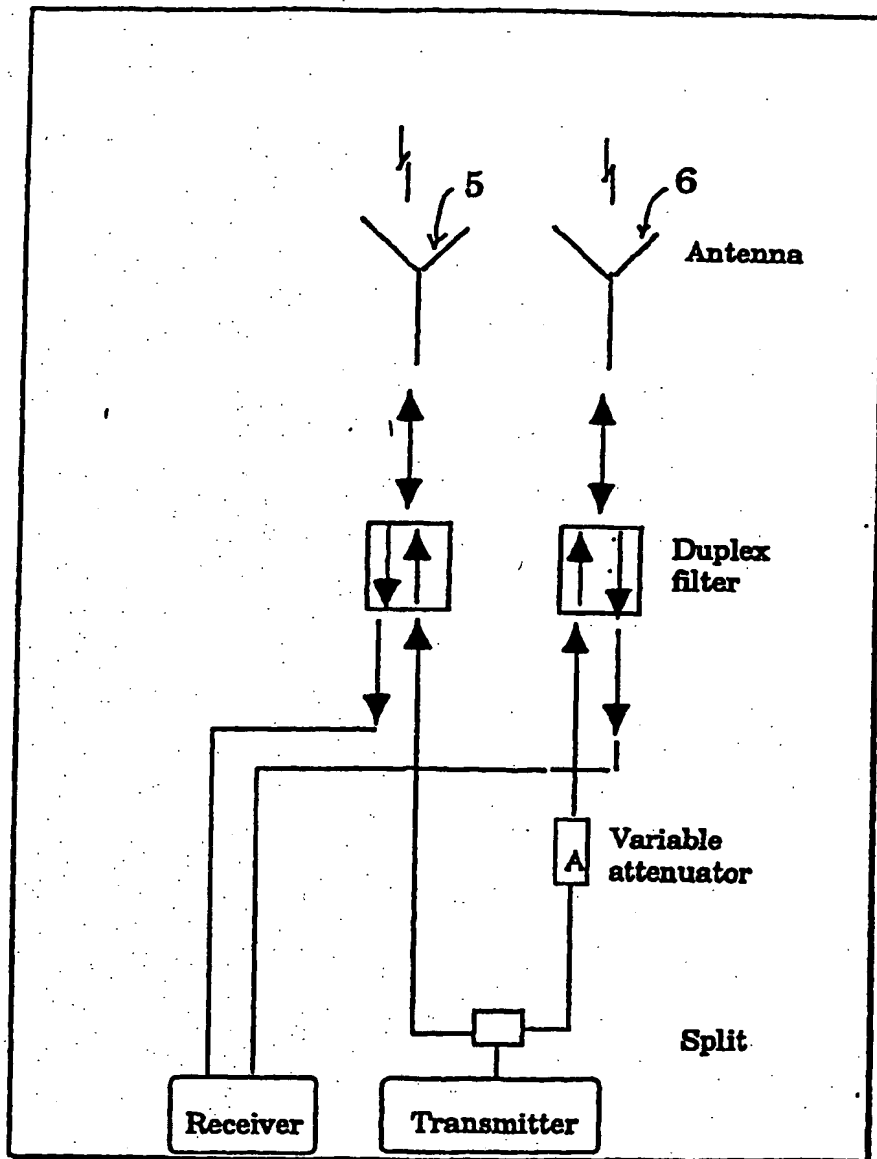 5
6
Antenna
Duplex
filter
Variable
attenuator
A
Split
Receiver
Transmitter